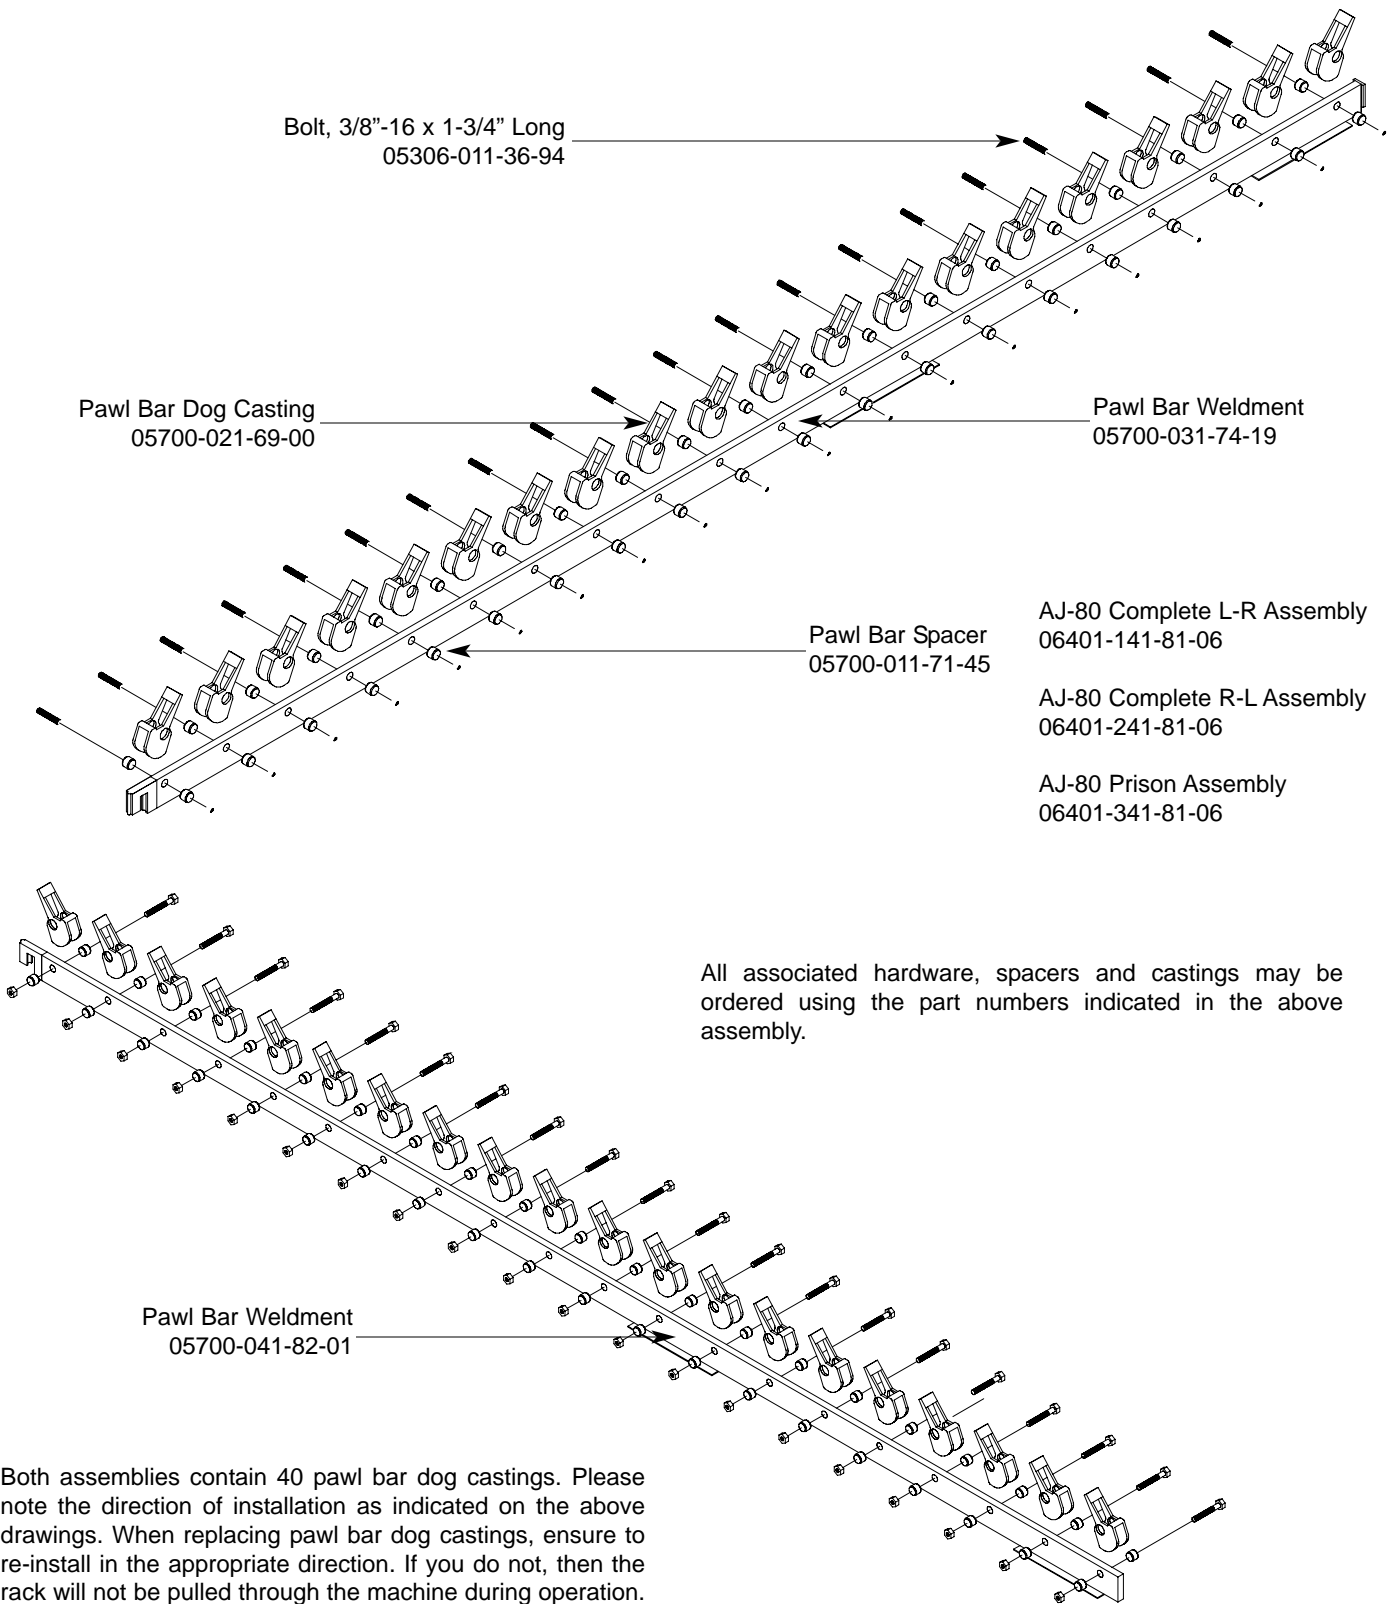 Bolt, 3/8”-16 x 1-3/4” Long
05306-011-36-94
Pawl Bar Dog Casting
05700-021-69-00
Pawl Bar Weldment
05700-031-74-19
Pawl Bar Spacer
05700-011-71-45
AJ-80 Complete L-R Assembly
06401-141-81-06
AJ-80 Complete R-L Assembly
06401-241-81-06
AJ-80 Prison Assembly
06401-341-81-06
All associated hardware, spacers and castings may be
ordered using the part numbers indicated in the above
assembly.
Pawl Bar Weldment
05700-041-82-01
Both assemblies contain 40 pawl bar dog castings. Please
note the direction of installation as indicated on the above
drawings. When replacing pawl bar dog castings, ensure to
re-install in the appropriate direction. If you do not, then the
rack will not be pulled through the machine during operation.